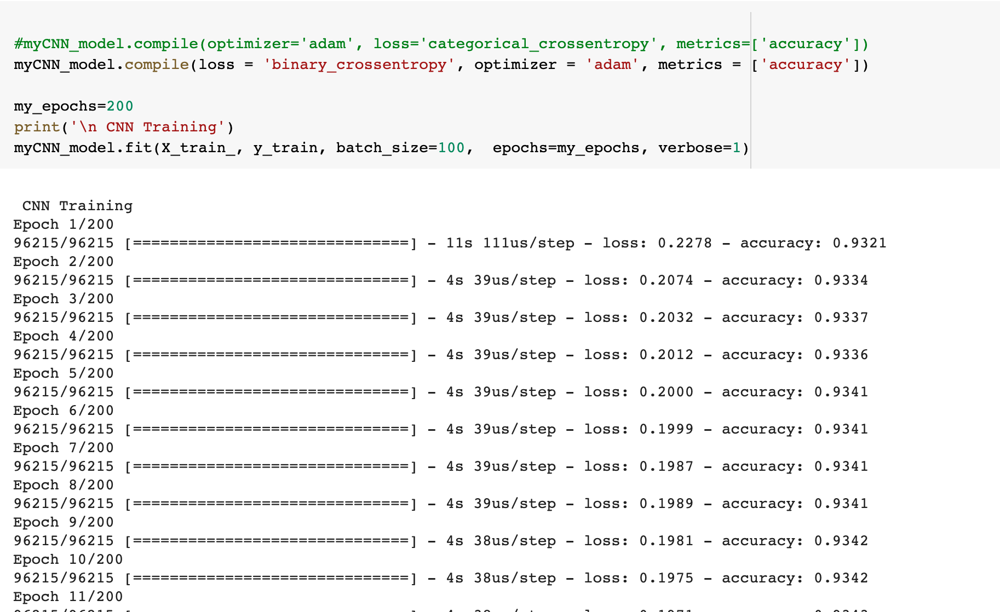 #myCNN_model.compile(optimizer='adam', loss='categorical_crossentropy', metrics=['accuracy'])
myCNN_model.compile(loss = 'binary_crossentropy', optimizer = 'adam', metrics = ['accuracy'])
my_epochs=200
print('\n CNN Training')
myCNN_model.fit(X_train_, y_train, batch_size=100,  epochs=my_epochs, verbose=1)
CNN Training
Epoch 1/200
96215/96215 [==============================] - 11s 111us/step - loss: 0.2278 - accuracy: 0.9321
Epoch 2/200
96215/96215 [==============================] - 4s 39us/step - loss: 0.2074 - accuracy: 0.9334
Epoch 3/200
96215/96215 [==============================] - 4s 39us/step - loss: 0.2032 - accuracy: 0.9337
Epoch 4/200
96215/96215 [==============================] - 4s 39us/step - loss: 0.2012 - accuracy: 0.9336
Epoch 5/200
96215/96215 [==============================] - 4s 39us/step - loss: 0.2000 - accuracy: 0.9341
Epoch 6/200
96215/96215 [==============================] - 4s 39us/step - loss: 0.1999 - accuracy: 0.9341
Epoch 7/200
96215/96215 [==============================] - 4s 39us/step - loss: 0.1987 - accuracy: 0.9341
Epoch 8/200
96215/96215 [==============================] - 4s 39us/step - loss: 0.1989 - accuracy: 0.9341
Epoch 9/200
96215/96215 [==============================] - 4s 38us/step - loss: 0.1981 - accuracy: 0.9342
Epoch 10/200
96215/96215 [==============================] - 4s 38us/step - loss: 0.1975 - accuracy: 0.9342
Epoch 11/200